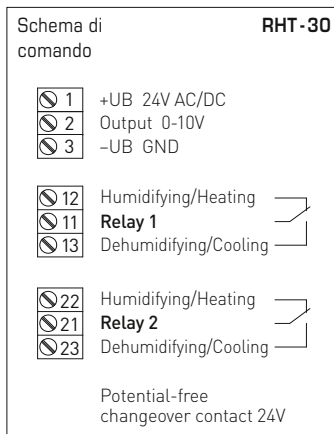 Schema di RHT-30
comando
1 +UB 24V AC/DC
2 Output 0-10V
3 –UB GND
12 Humidifying/Heating
11 Relay 1
13 Dehumidifying/Cooling
22 Humidifying/Heating
21 Relay 2
23 Dehumidifying/Cooling
Potential-free
changeover contact 24V